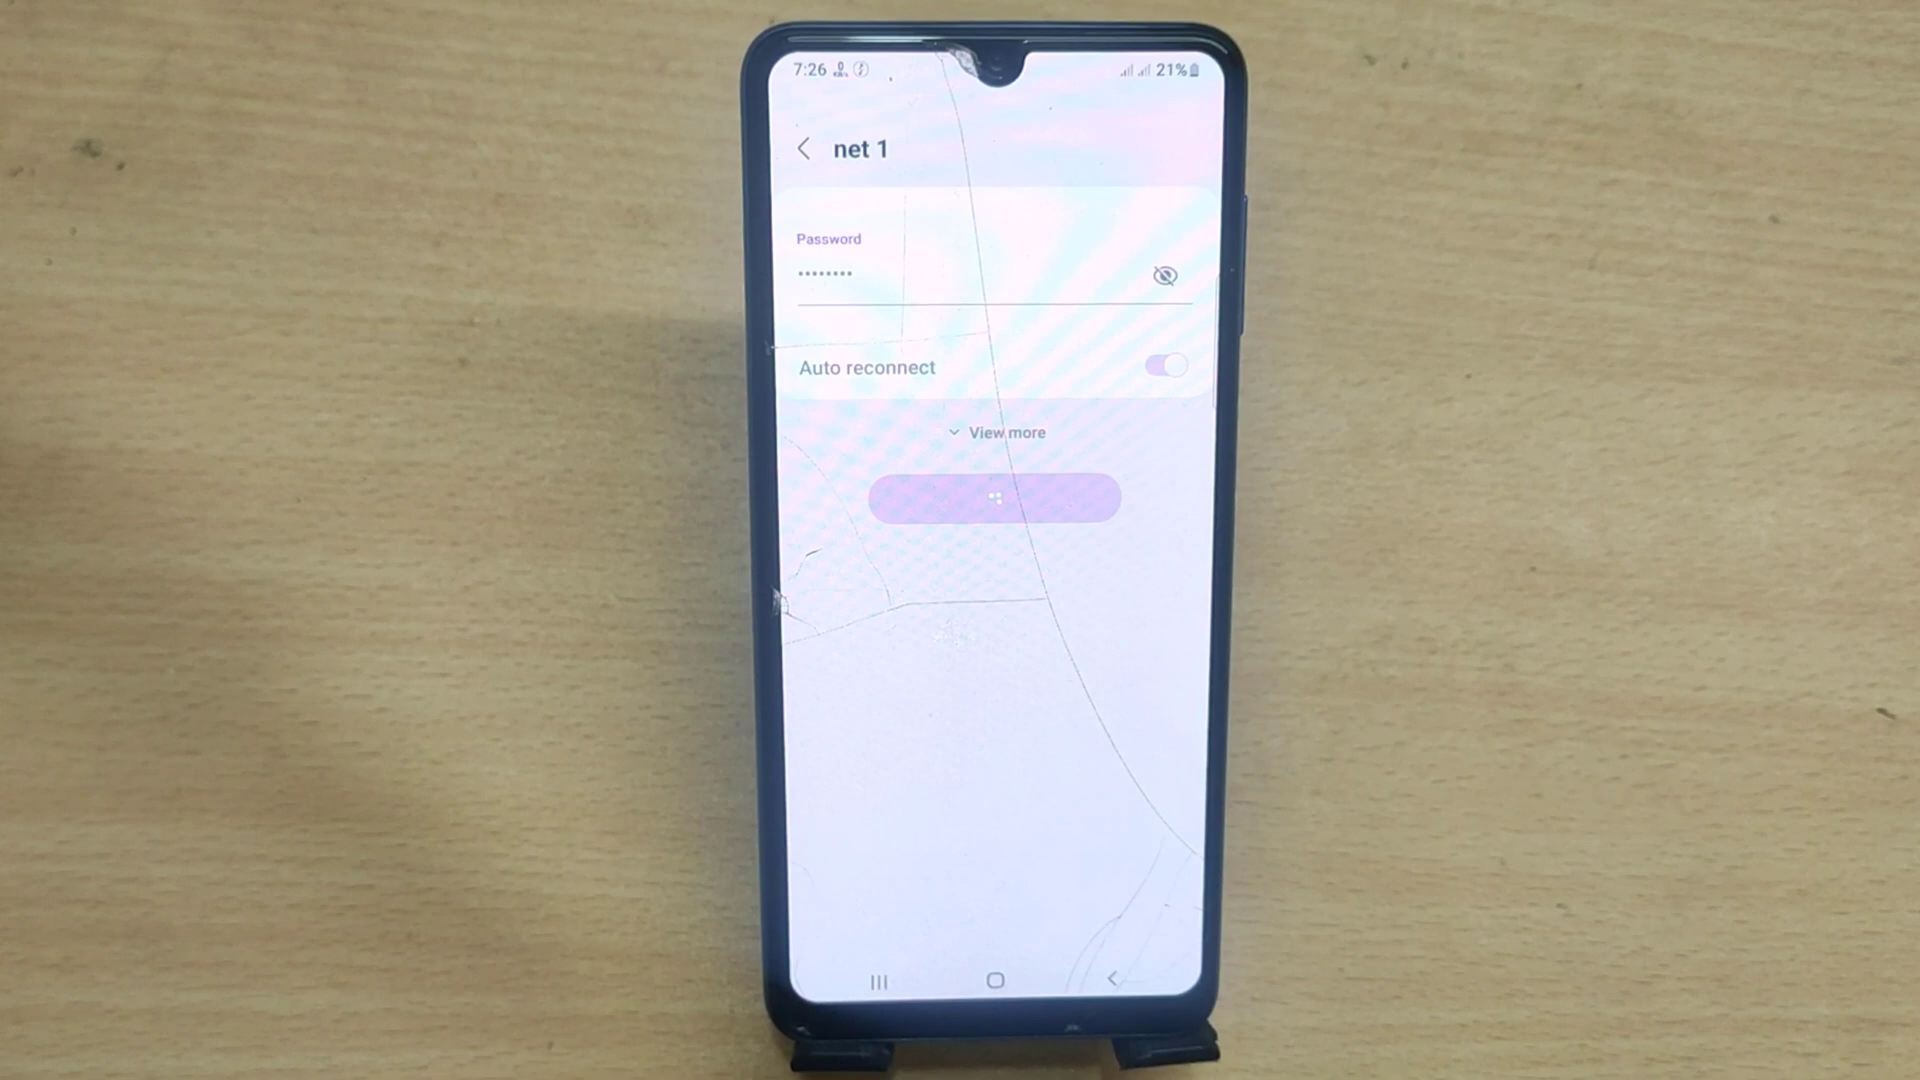 7:26 21%
net 1
Password
••••••••
Auto reconnect
View more